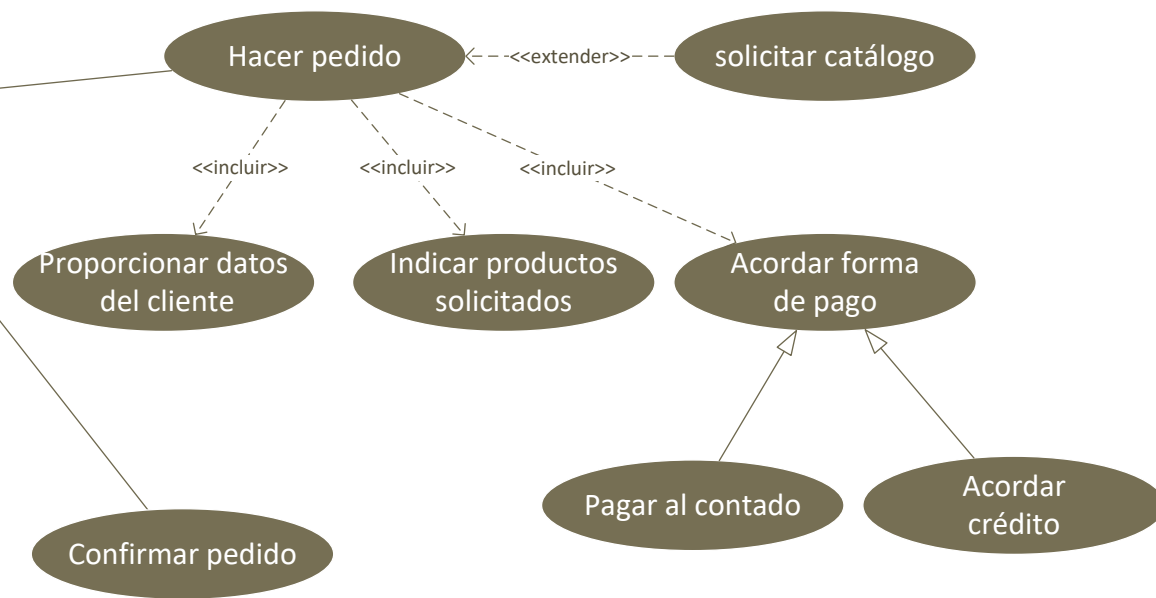 Hacer pedido
<<extender>>
solicitar catálogo
<<incluir>>
<<incluir>>
<<incluir>>
Proporcionar datos
del cliente
Indicar productos
solicitados
Acordar forma
de pago
Pagar al contado
Acordar
crédito
Confirmar pedido